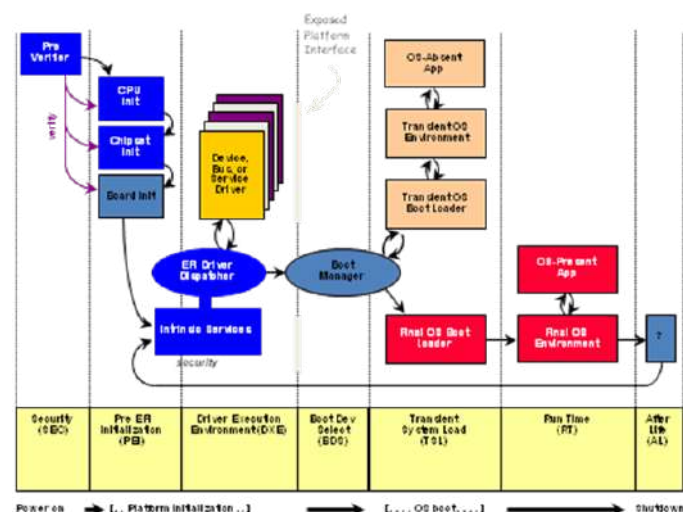 Exposed
Platform
Interface
Pre
Verifier
CPU
Init
Chipset
Init
Board Init
verify
Device,
Bus, or
Service
Driver
EFI Driver
Dispatcher
Intrinsic Services
security
Boot
Manager
OS-Absent
App
Transient OS
Environment
Transient OS
Boot Loader
OS-Present
App
Final OS Boot
Loader
Final OS
Environment
?
Security
(SEC)
Pre EFI
Initialization
(PEI)
Driver Execution
Environment (DXE)
Boot Dev
Select
(BDS)
Transient
System Load
(TSL)
Run Time
(RT)
After
Life
(AL)
Power on
[. . Platform initialization . .]
[. . . . OS boot . . . .]
Shutdown